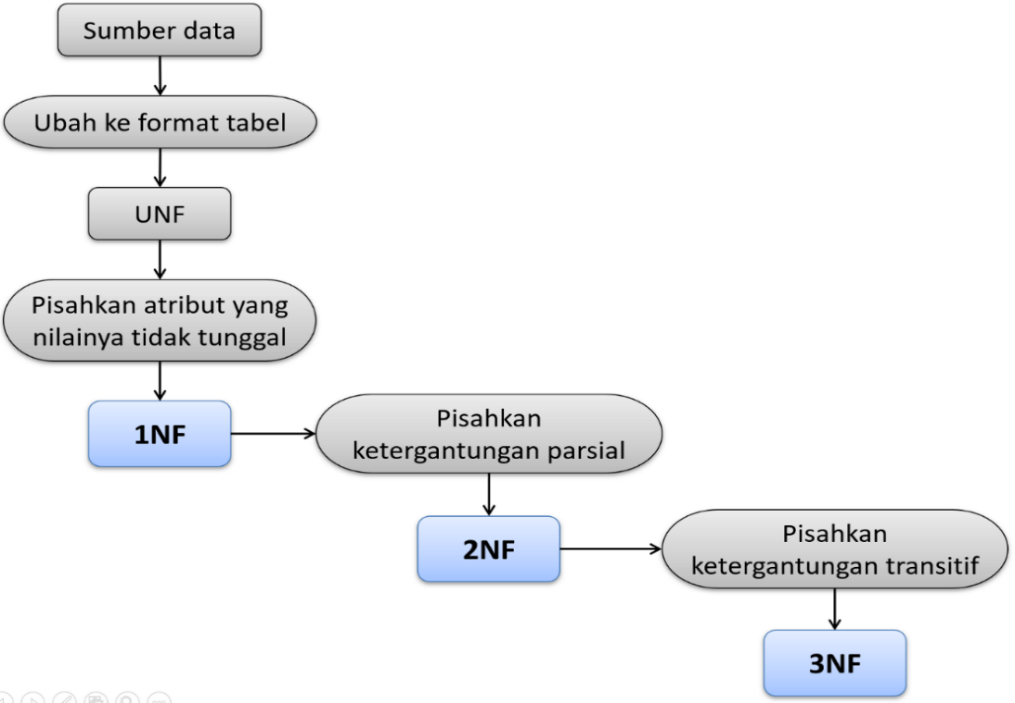 Sumber data
Ubah ke format tabel
UNF
Pisahkan atribut yang
nilainya tidak tunggal
1NF
Pisahkan
ketergantungan parsial
2NF
Pisahkan
ketergantungan transitif
3NF